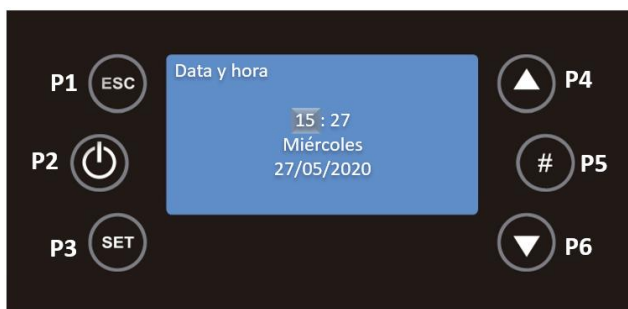 P1 ESC
Data y hora
P4
15 : 27
Miércoles
27/05/2020
P2
# P5
P3 SET
P6